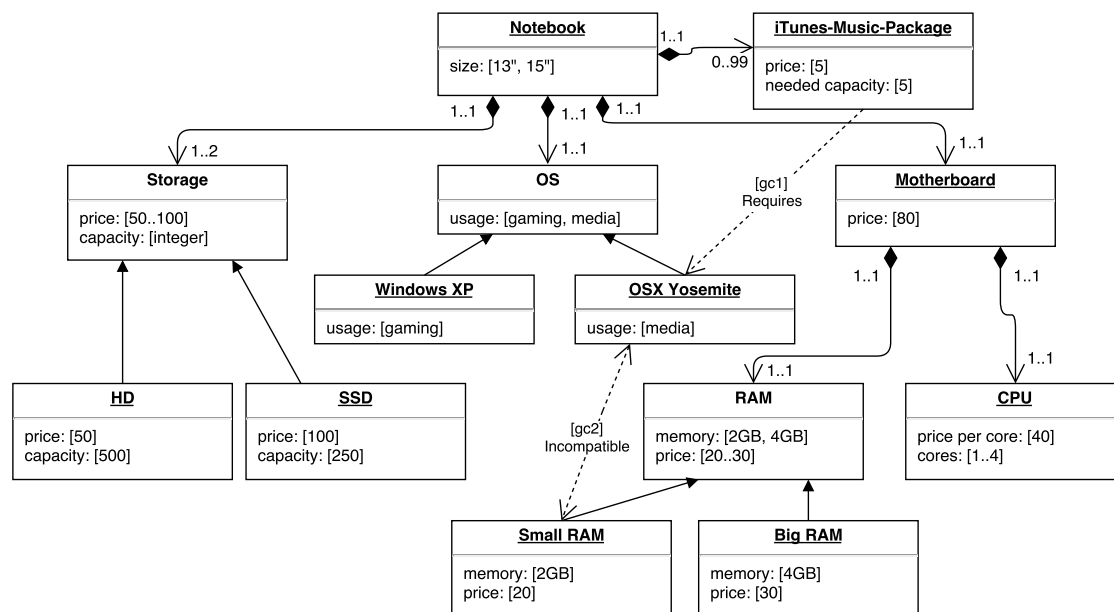 Notebook
size: [13", 15"]
1..1
0..99
iTunes-Music-Package
price: [5]
needed capacity: [5]
1..1
1..1
1..1
1..2
1..1
1..1
Storage
price: [50..100]
capacity: [integer]
OS
usage: [gaming, media]
[gc1]
Requires
Motherboard
price: [80]
Windows XP
usage: [gaming]
OSX Yosemite
usage: [media]
1..1
1..1
1..1
1..1
HD
price: [50]
capacity: [500]
SSD
price: [100]
capacity: [250]
[gc2]
Incompatible
RAM
memory: [2GB, 4GB]
price: [20..30]
CPU
price per core: [40]
cores: [1..4]
Small RAM
memory: [2GB]
price: [20]
Big RAM
memory: [4GB]
price: [30]